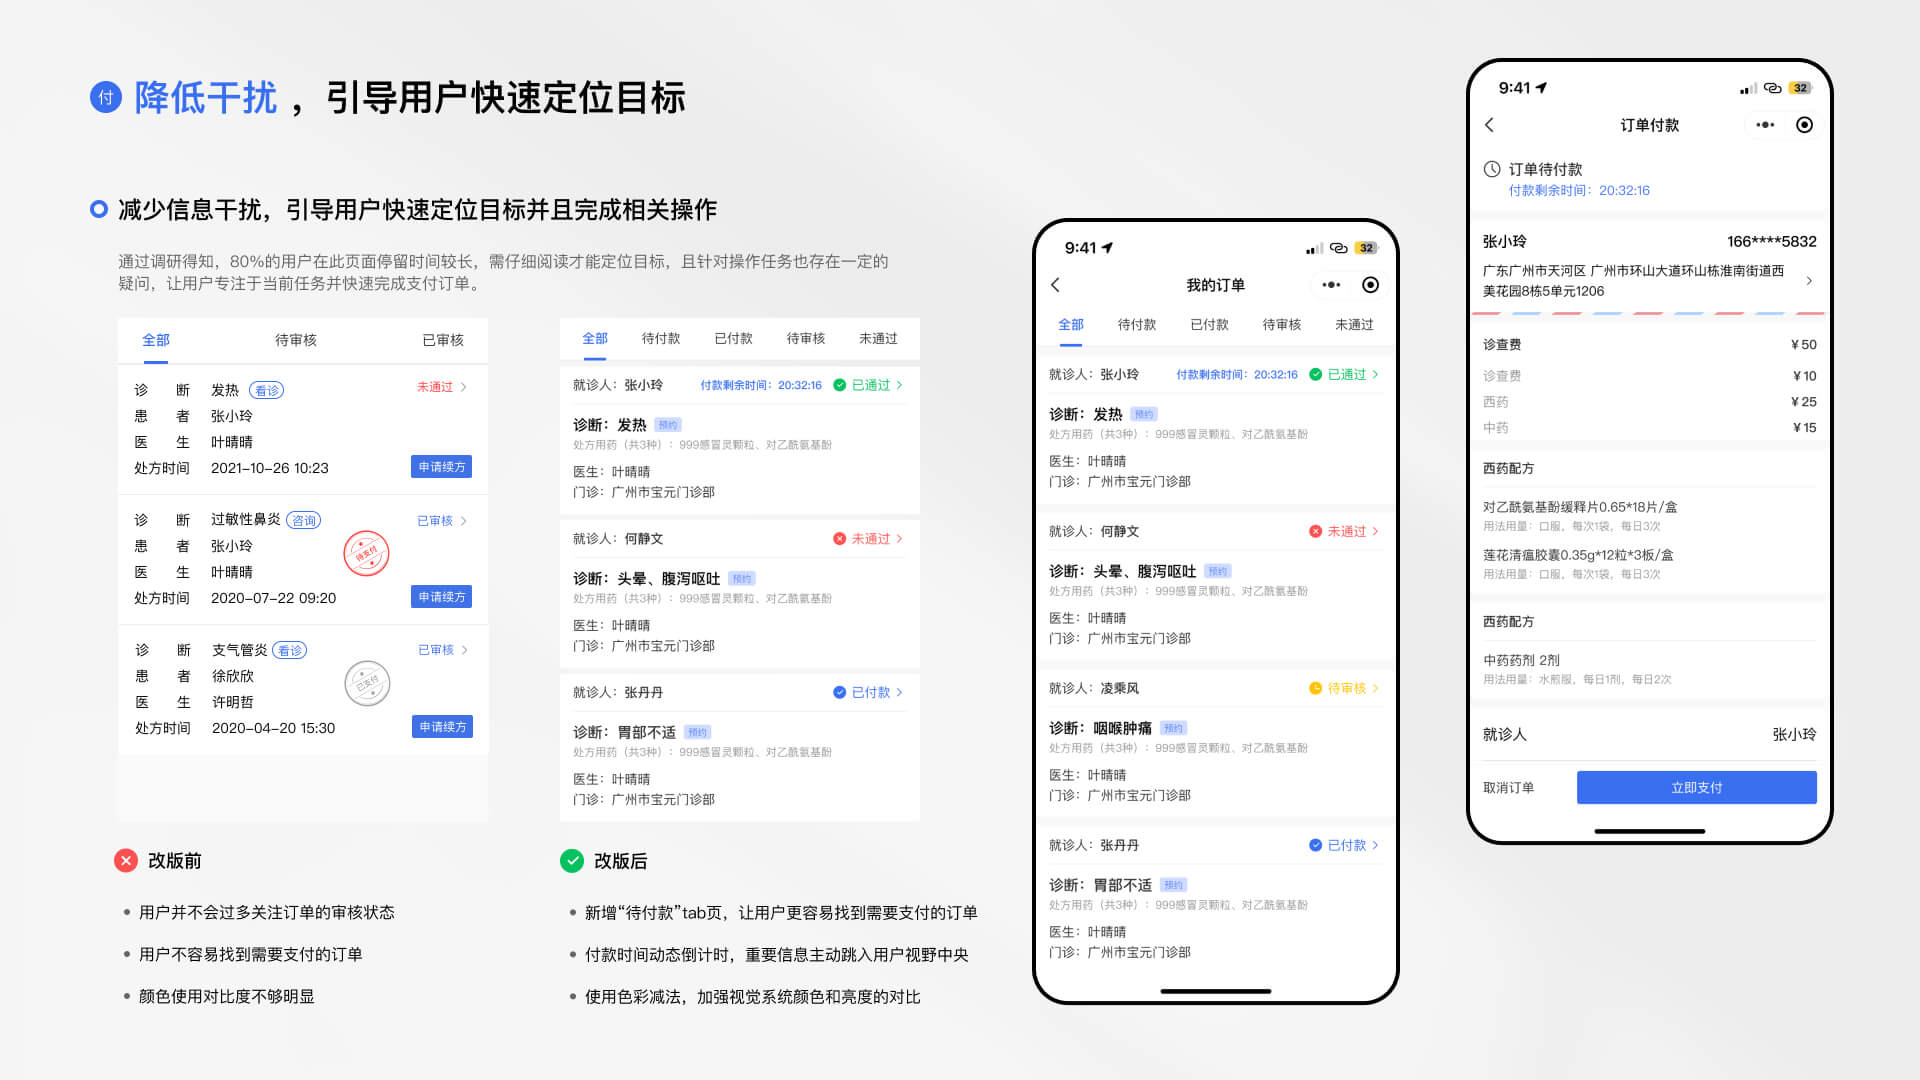 付 降低干扰 ，引导用户快速定位目标
减少信息干扰，引导用户快速定位目标并且完成相关操作
通过调研得知，80%的用户在此页面停留时间较长，需仔细阅读才能定位目标，且针对操作任务也存在一定的
疑问，让用户专注于当前任务并快速完成支付订单。
全部 待审核 已审核
诊 断 发热 看诊 未通过
患 者 张小玲
医 生 叶晴晴
处方时间 2021-10-26 10:23 申请续方
诊 断 过敏性鼻炎 咨询 已审核
患 者 张小玲
待支付
医 生 叶晴晴
处方时间 2020-07-22 09:20 申请续方
诊 断 支气管炎 看诊 已审核
患 者 徐欣欣
已支付
医 生 许明哲
处方时间 2020-04-20 15:30 申请续方
改版前
用户并不会过多关注订单的审核状态
用户不容易找到需要支付的订单
颜色使用对比度不够明显
全部 待付款 已付款 待审核 未通过
就诊人：张小玲 付款剩余时间：20:32:16 已通过
诊断：发热 预约
处方用药（共3种）：999感冒灵颗粒、对乙酰氨基酚
医生：叶晴晴
门诊：广州市宝元门诊部
就诊人：何静文 未通过
诊断：头晕、腹泻呕吐 预约
处方用药（共3种）：999感冒灵颗粒、对乙酰氨基酚
医生：叶晴晴
门诊：广州市宝元门诊部
就诊人：张丹丹 已付款
诊断：胃部不适 预约
处方用药（共3种）：999感冒灵颗粒、对乙酰氨基酚
医生：叶晴晴
门诊：广州市宝元门诊部
改版后
新增“待付款”tab页，让用户更容易找到需要支付的订单
付款时间动态倒计时，重要信息主动跳入用户视野中央
使用色彩减法，加强视觉系统颜色和亮度的对比
9:41 32
我的订单
全部 待付款 已付款 待审核 未通过
就诊人：张小玲 付款剩余时间：20:32:16 已通过
诊断：发热 预约
处方用药（共3种）：999感冒灵颗粒、对乙酰氨基酚
医生：叶晴晴
门诊：广州市宝元门诊部
就诊人：何静文 未通过
诊断：头晕、腹泻呕吐 预约
处方用药（共3种）：999感冒灵颗粒、对乙酰氨基酚
医生：叶晴晴
门诊：广州市宝元门诊部
就诊人：凌乘风 待审核
诊断：咽喉肿痛 预约
处方用药（共3种）：999感冒灵颗粒、对乙酰氨基酚
医生：叶晴晴
门诊：广州市宝元门诊部
就诊人：张丹丹 已付款
诊断：胃部不适 预约
处方用药（共3种）：999感冒灵颗粒、对乙酰氨基酚
医生：叶晴晴
门诊：广州市宝元门诊部
9:41 32
订单付款
订单待付款
付款剩余时间：20:32:16
张小玲 166****5832
广东广州市天河区 广州市环山大道环山栋淮南街道西
美花园8栋5单元1206
诊查费 ¥50
诊查费 ¥10
西药 ¥25
中药 ¥15
西药配方
对乙酰氨基酚缓释片0.65*18片/盒
用法用量：口服，每次1袋，每日3次
莲花清瘟胶囊0.35g*12粒*3板/盒
用法用量：口服，每次1袋，每日3次
西药配方
中药药剂 2剂
用法用量：水煎服，每日1剂，每日2次
就诊人 张小玲
取消订单 立即支付